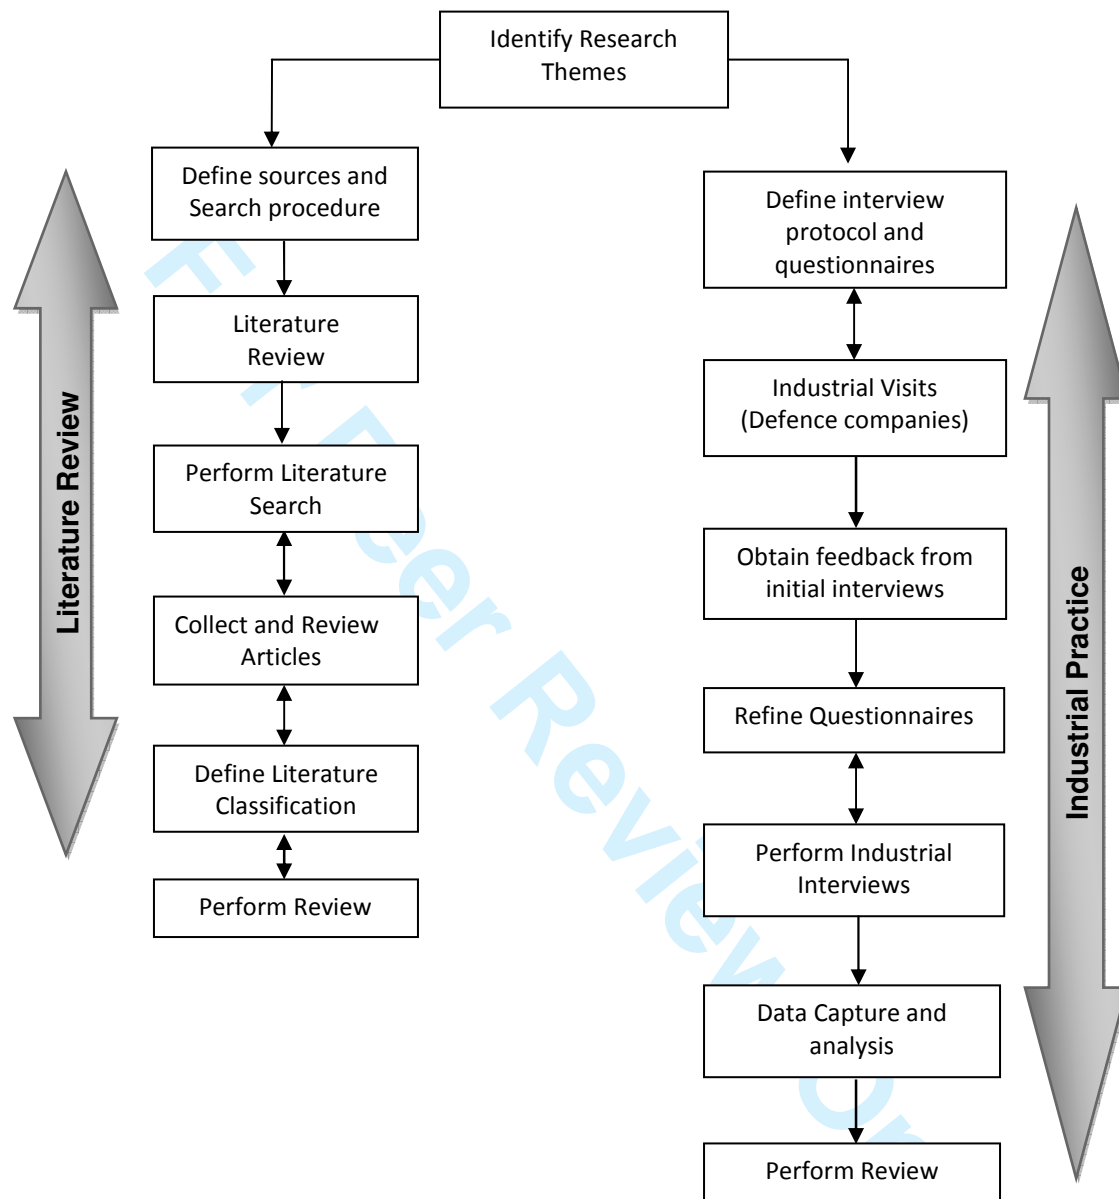 Identify Research
Themes
Define sources and
Search procedure
Literature
Review
Perform Literature
Search
Collect and Review
Articles
Define Literature
Classification
Perform Review
Literature Review
Define interview
protocol and
questionnaires
Industrial Visits
(Defence companies)
Obtain feedback from
initial interviews
Refine Questionnaires
Perform Industrial
Interviews
Data Capture and
analysis
Perform Review
Industrial Practice
Peer Review